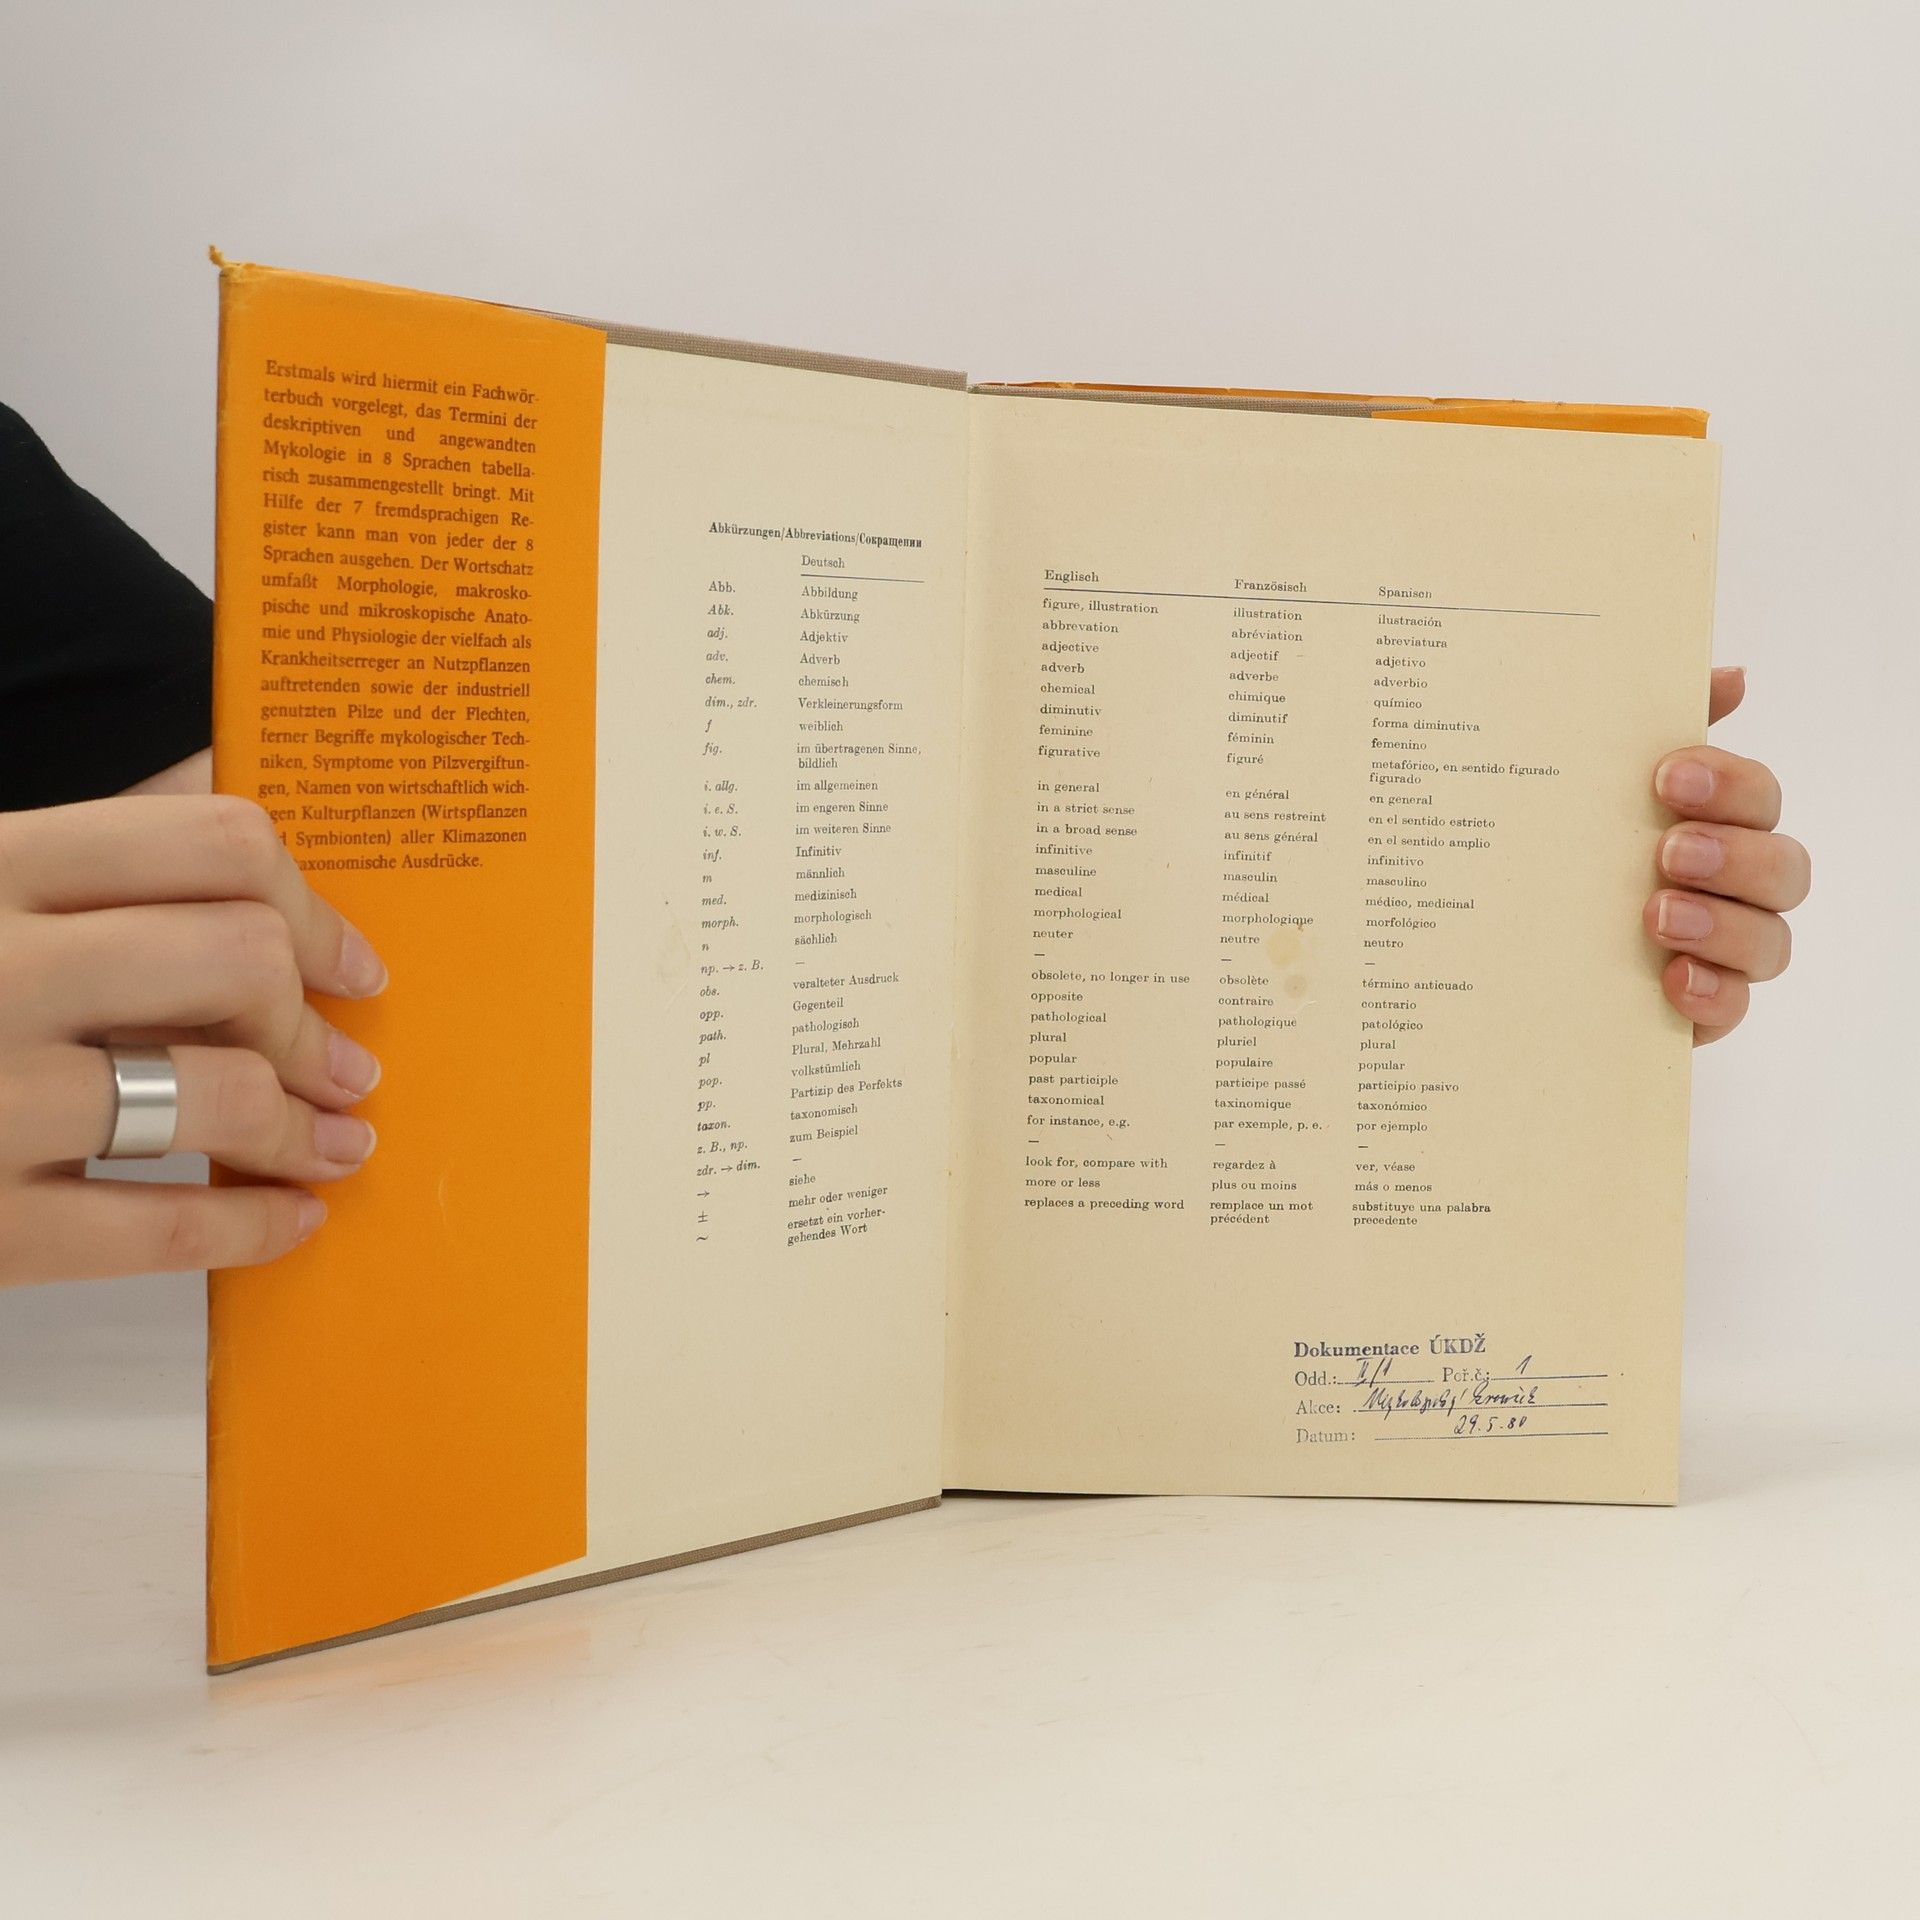 Erstmals wird hiermit ein Fachwör-
terbuch vorgelegt, das Termini der
deskriptiven und angewandten
Mykologie in 8 Sprachen tabella-
risch zusammengestellt bringt. Mit
Hilfe der 7 fremdsprachigen Re-
gister kann man von jeder der 8
Sprachen ausgehen. Der Wortschatz
umfaßt Morphologie, makrosko-
pische und mikroskopische Anato-
mie und Physiologie der vielfach als
Krankheitserreger an Nutzpflanzen
auftretenden sowie der industriell
genutzten Pilze und der Flechten,
ferner Begriffe mykologischer Tech-
niken, Symptome von Pilzvergiftun-
gen, Namen von wirtschaftlich wich-
igen Kulturpflanzen (Wirtspflanzen
d Symbionten) aller Klimazonen
axonomische Ausdrücke.
Abkürzungen/Abbreviations/Сокращении
Deutsch
Abb. Abbildung
Abk. Abkürzung
adj. Adjektiv
adv. Adverb
chem. chemisch
dim., zdr. Verkleinerungsform
f weiblich
fig. im übertragenen Sinne,
bildlich
i. allg. im allgemeinen
i. e. S. im engeren Sinne
i. w. S. im weiteren Sinne
inf. Infinitiv
m männlich
med. medizinisch
morph. morphologisch
n sächlich
np. → z. B. —
obs. veralteter Ausdruck
opp. Gegenteil
path. pathologisch
pl Plural, Mehrzahl
pop. volkstümlich
pp. Partizip des Perfekts
taxon. taxonomisch
z. B., np. zum Beispiel
zdr. → dim. —
→ siehe
± mehr oder weniger
~ ersetzt ein vorher-
gehendes Wort
Englisch Französisch Spanisch
figure, illustration illustration ilustración
abbrevation abréviation abreviatura
adjective adjectif adjetivo
adverb adverbe adverbio
chemical chimique químico
diminutiv diminutif forma diminutiva
feminine féminin femenino
figurative figuré metafórico, en sentido figurado
figurado
in general en général en general
in a strict sense au sens restreint en el sentido estricto
in a broad sense au sens général en el sentido amplio
infinitive infinitif infinitivo
masculine masculin masculino
medical médical médico, medicinal
morphological morphologique morfológico
neuter neutre neutro
— — —
obsolete, no longer in use obsolète término anticuado
opposite contraire contrario
pathological pathologique patológico
plural pluriel plural
popular populaire popular
past participle participe passé participio pasivo
taxonomical taxinomique taxonómico
for instance, e.g. par exemple, p. e. por ejemplo
— — —
look for, compare with regardez à ver, véase
more or less plus ou moins más o menos
replaces a preceding word remplace un mot substituye una palabra
précédent precedente
Dokumentace ÚKDŽ
Odd.: II/1 Poř.č.: 1
Akce:
Datum: 29.5.80